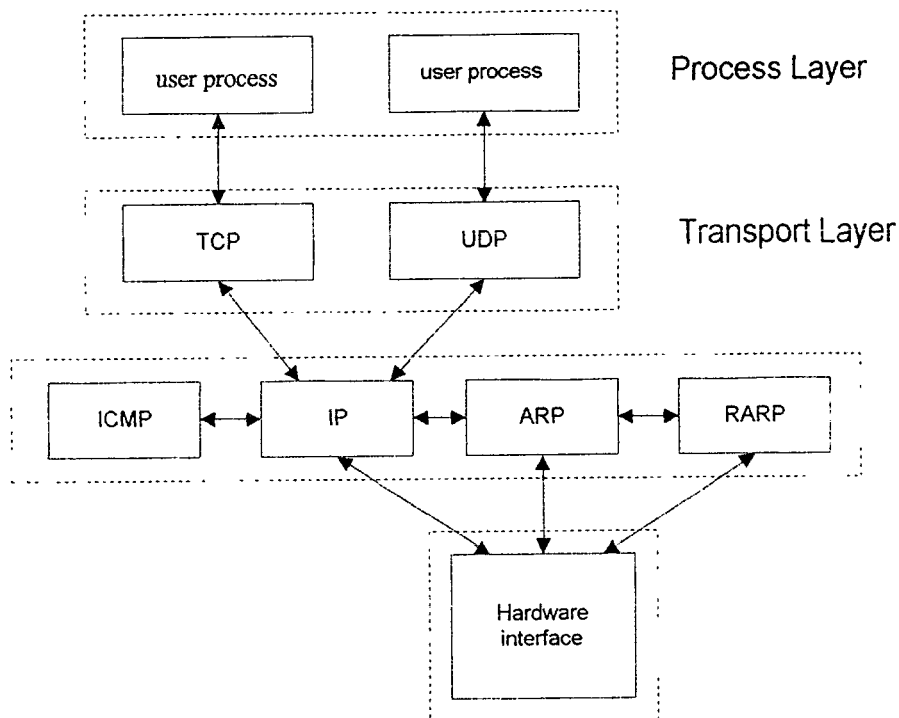 user process
user process
Process Layer
TCP
UDP
Transport Layer
ICMP
IP
ARP
RARP
Hardware
interface